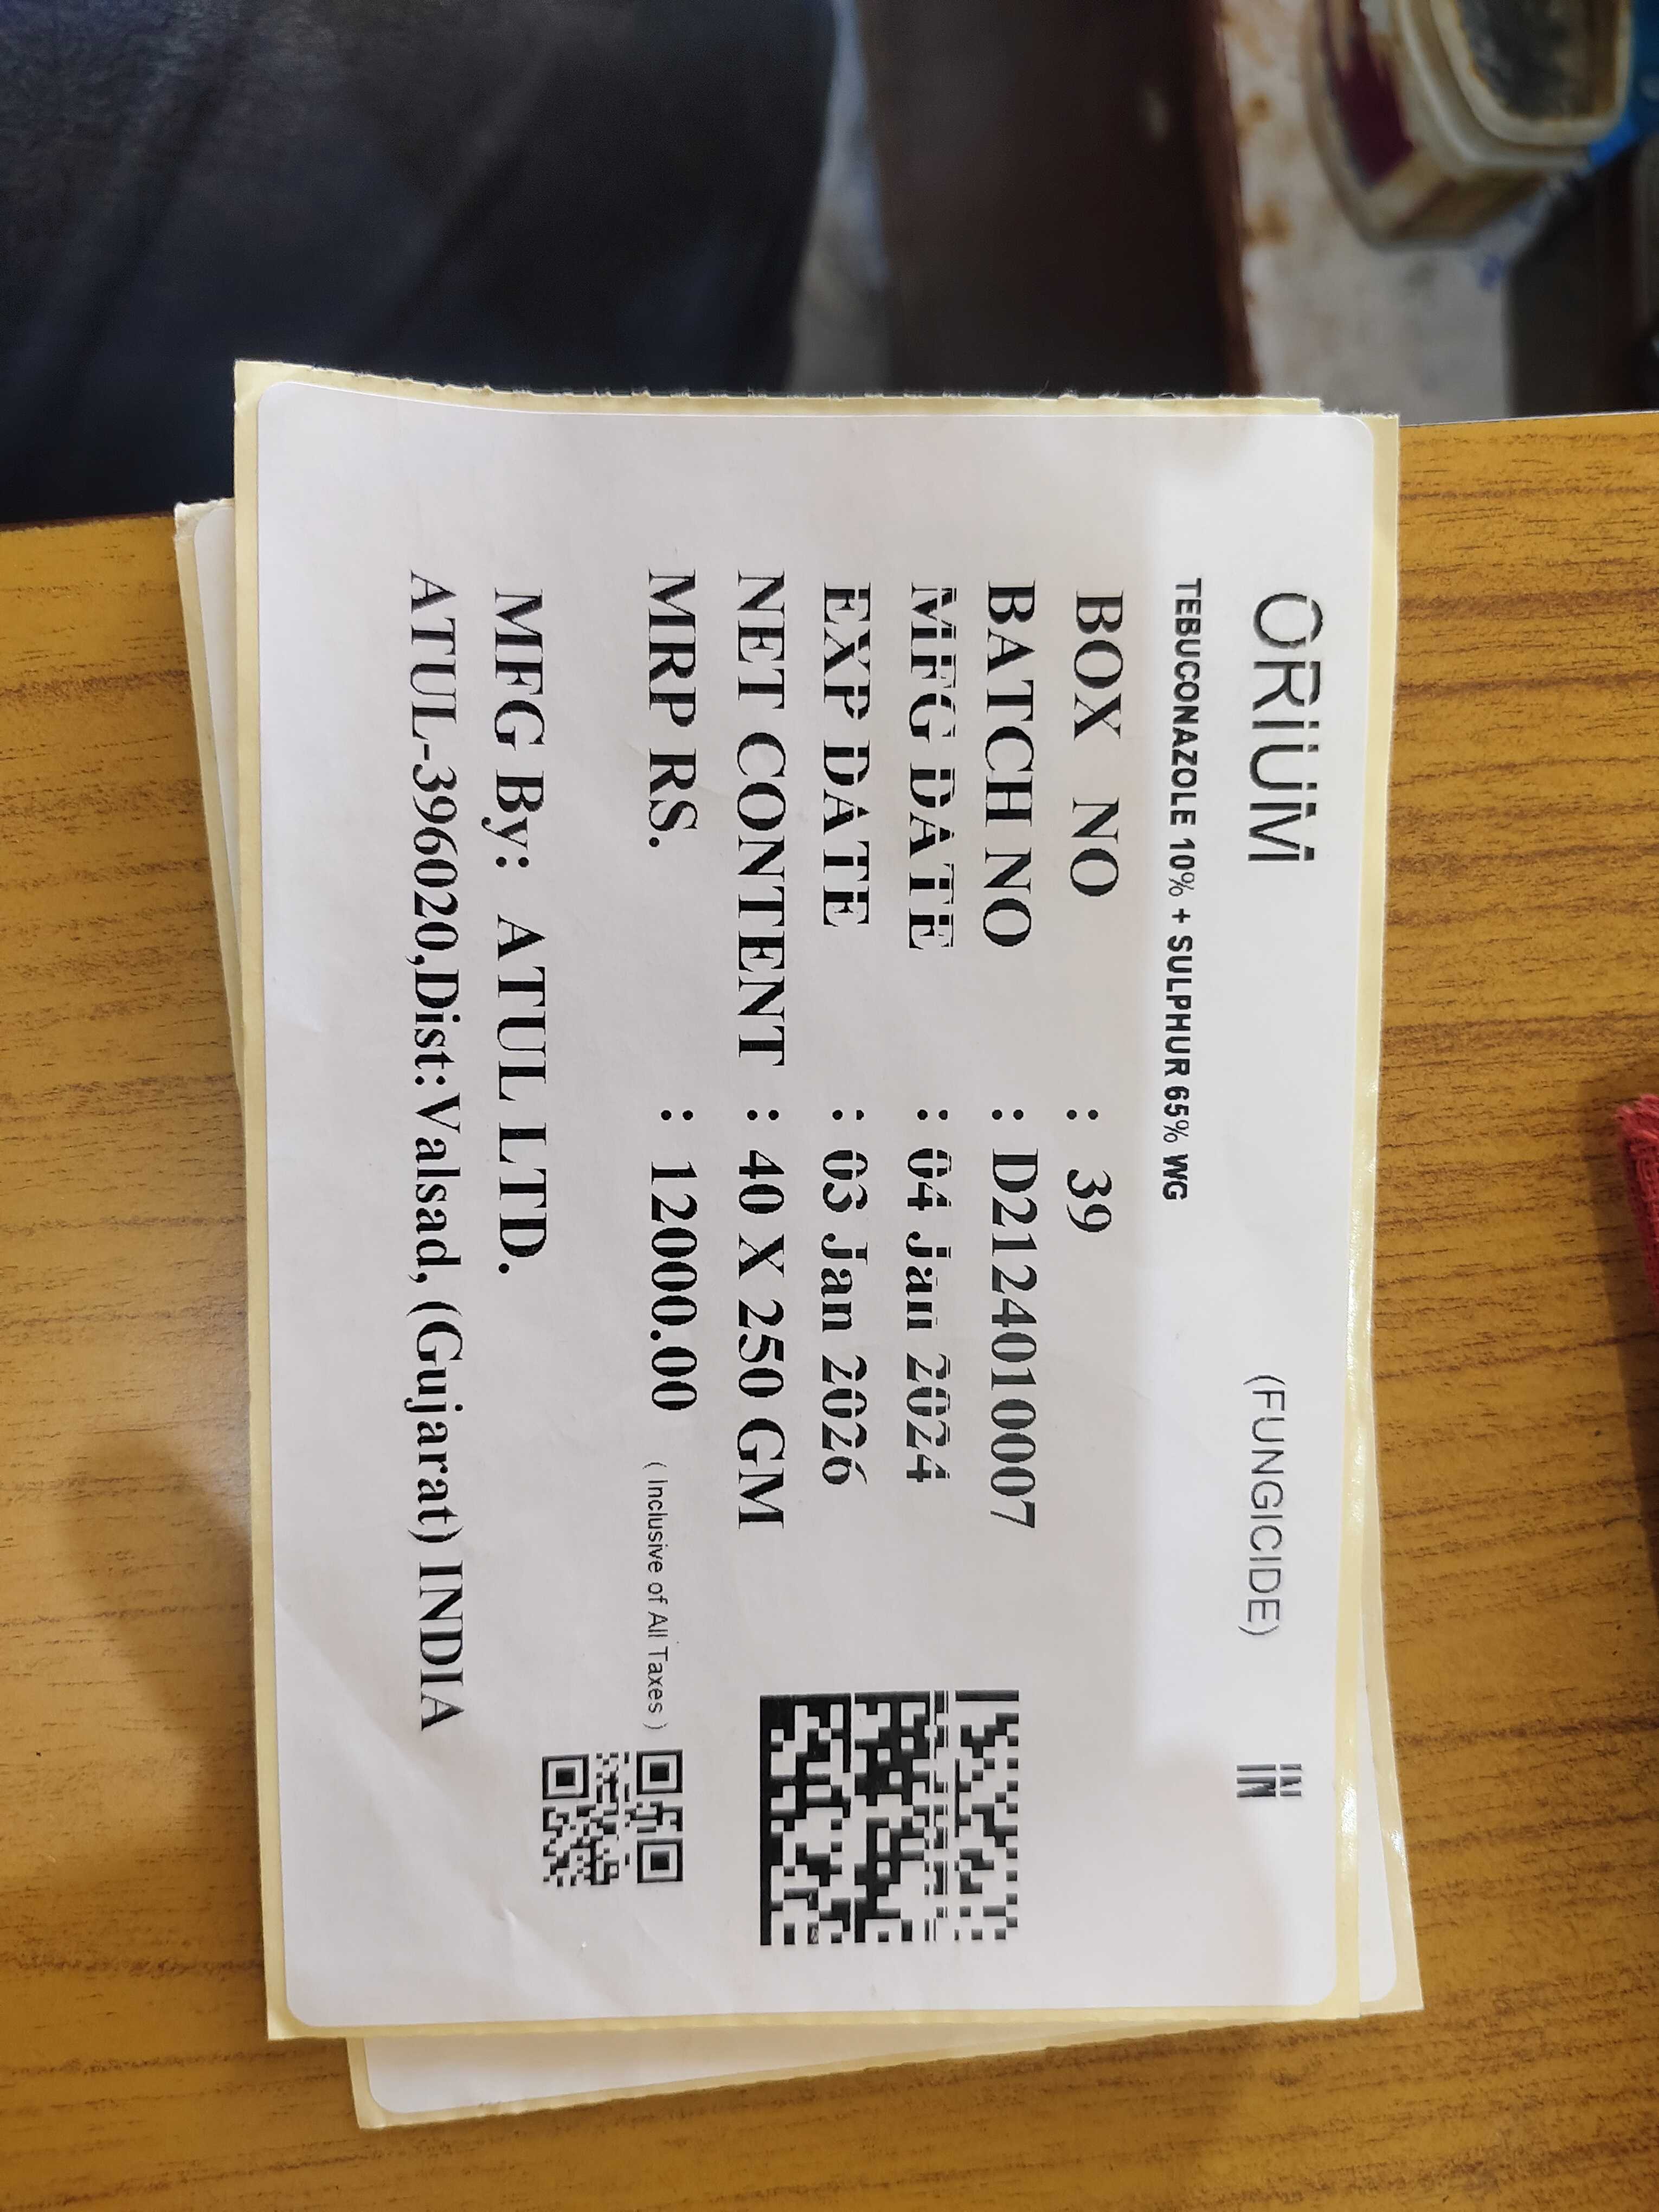 ORIUM (FUNGICIDE) IN
TEBUCONAZOLE 10% + SULPHUR 65% WG
BOX NO : 39
BATCH NO : D2124010007
MFG DATE : 04 Jan 2024
EXP DATE : 03 Jan 2026
NET CONTENT : 40 X 250 GM
MRP RS. : 12000.00 ( Inclusive of All Taxes )
MFG By: ATUL LTD.
ATUL-396020,Dist:Valsad, (Gujarat) INDIA